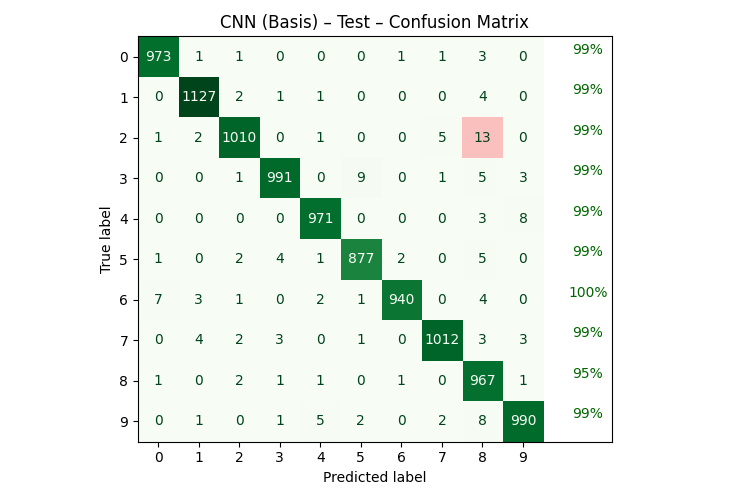 CNN (Basis) – Test – Confusion Matrix
0 973 1 1 0 0 0 1 1 3 0 99%
1 0 1127 2 1 1 0 0 0 4 0 99%
2 1 2 1010 0 1 0 0 5 13 0 99%
3 0 0 1 991 0 9 0 1 5 3 99%
4 0 0 0 0 971 0 0 0 3 8 99%
5 1 0 2 4 1 877 2 0 5 0 99%
6 7 3 1 0 2 1 940 0 4 0 100%
7 0 4 2 3 0 1 0 1012 3 3 99%
8 1 0 2 1 1 0 1 0 967 1 95%
9 0 1 0 1 5 2 0 2 8 990 99%
0 1 2 3 4 5 6 7 8 9
Predicted label
True label